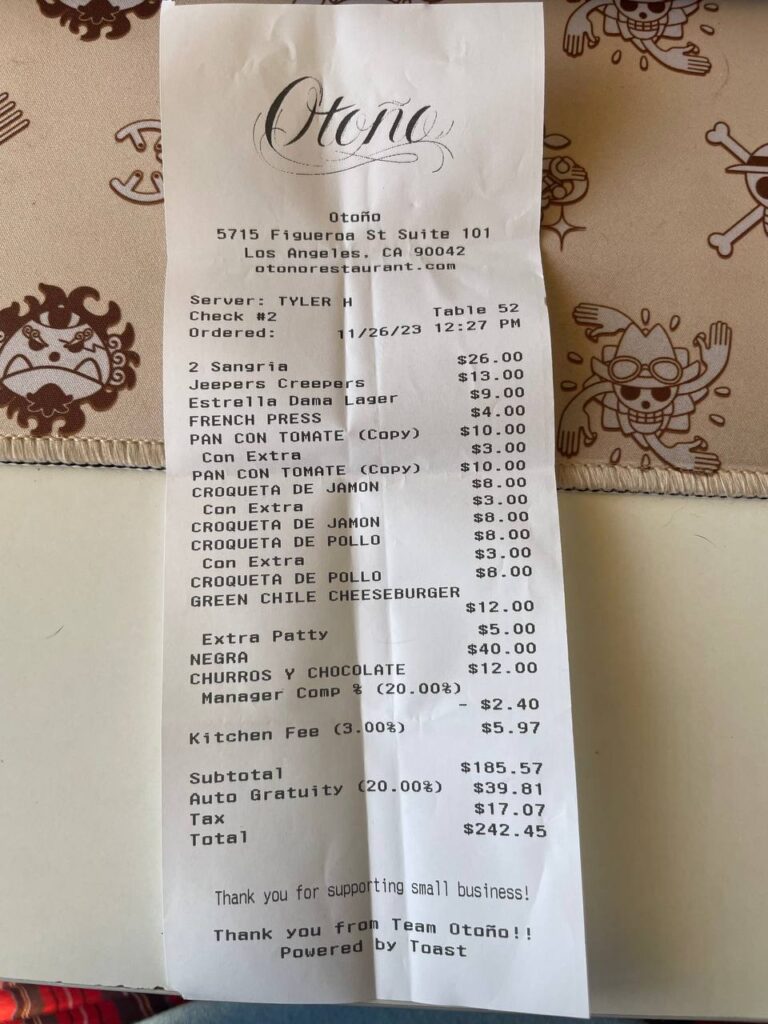 Otoño
Otoño
5715 Figueroa St Suite 101
Los Angeles, CA 90042
otonorestaurant.com
Server: TYLER H
Check #2 Table 52
Ordered: 11/26/23 12:27 PM
2 Sangria $26.00
Jeepers Creepers $13.00
Estrella Dama Lager $9.00
FRENCH PRESS $4.00
PAN CON TOMATE (Copy) $10.00
Con Extra $3.00
PAN CON TOMATE (Copy) $10.00
CROQUETA DE JAMON $8.00
Con Extra $3.00
CROQUETA DE JAMON $8.00
CROQUETA DE POLLO $8.00
Con Extra $3.00
CROQUETA DE POLLO $8.00
GREEN CHILE CHEESEBURGER
$12.00
Extra Patty $5.00
NEGRA $40.00
CHURROS Y CHOCOLATE $12.00
Manager Comp % (20.00%)
- $2.40
Kitchen Fee (3.00%) $5.97
Subtotal $185.57
Auto Gratuity (20.00%) $39.81
Tax $17.07
Total $242.45
Thank you for supporting small business!
Thank you from Team Otoño!!
Powered by Toast